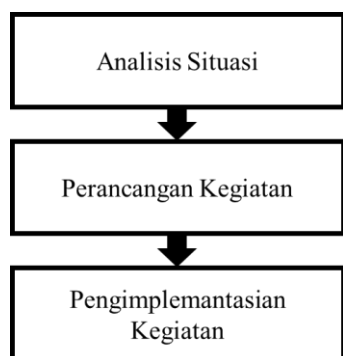 Analisis Situasi
Perancangan Kegiatan
Pengimplemantasian
Kegiatan